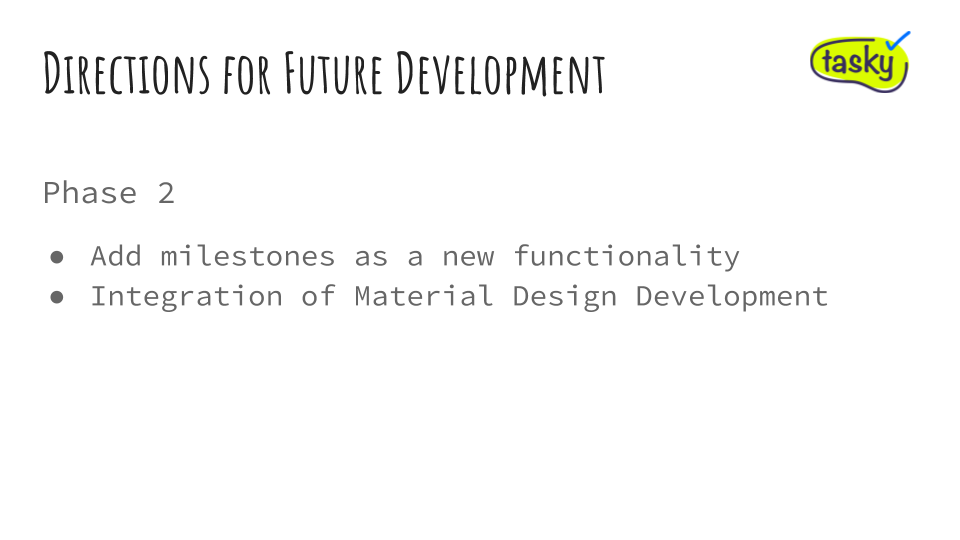 Directions for Future Development
tasky
Phase 2
● Add milestones as a new functionality
● Integration of Material Design Development